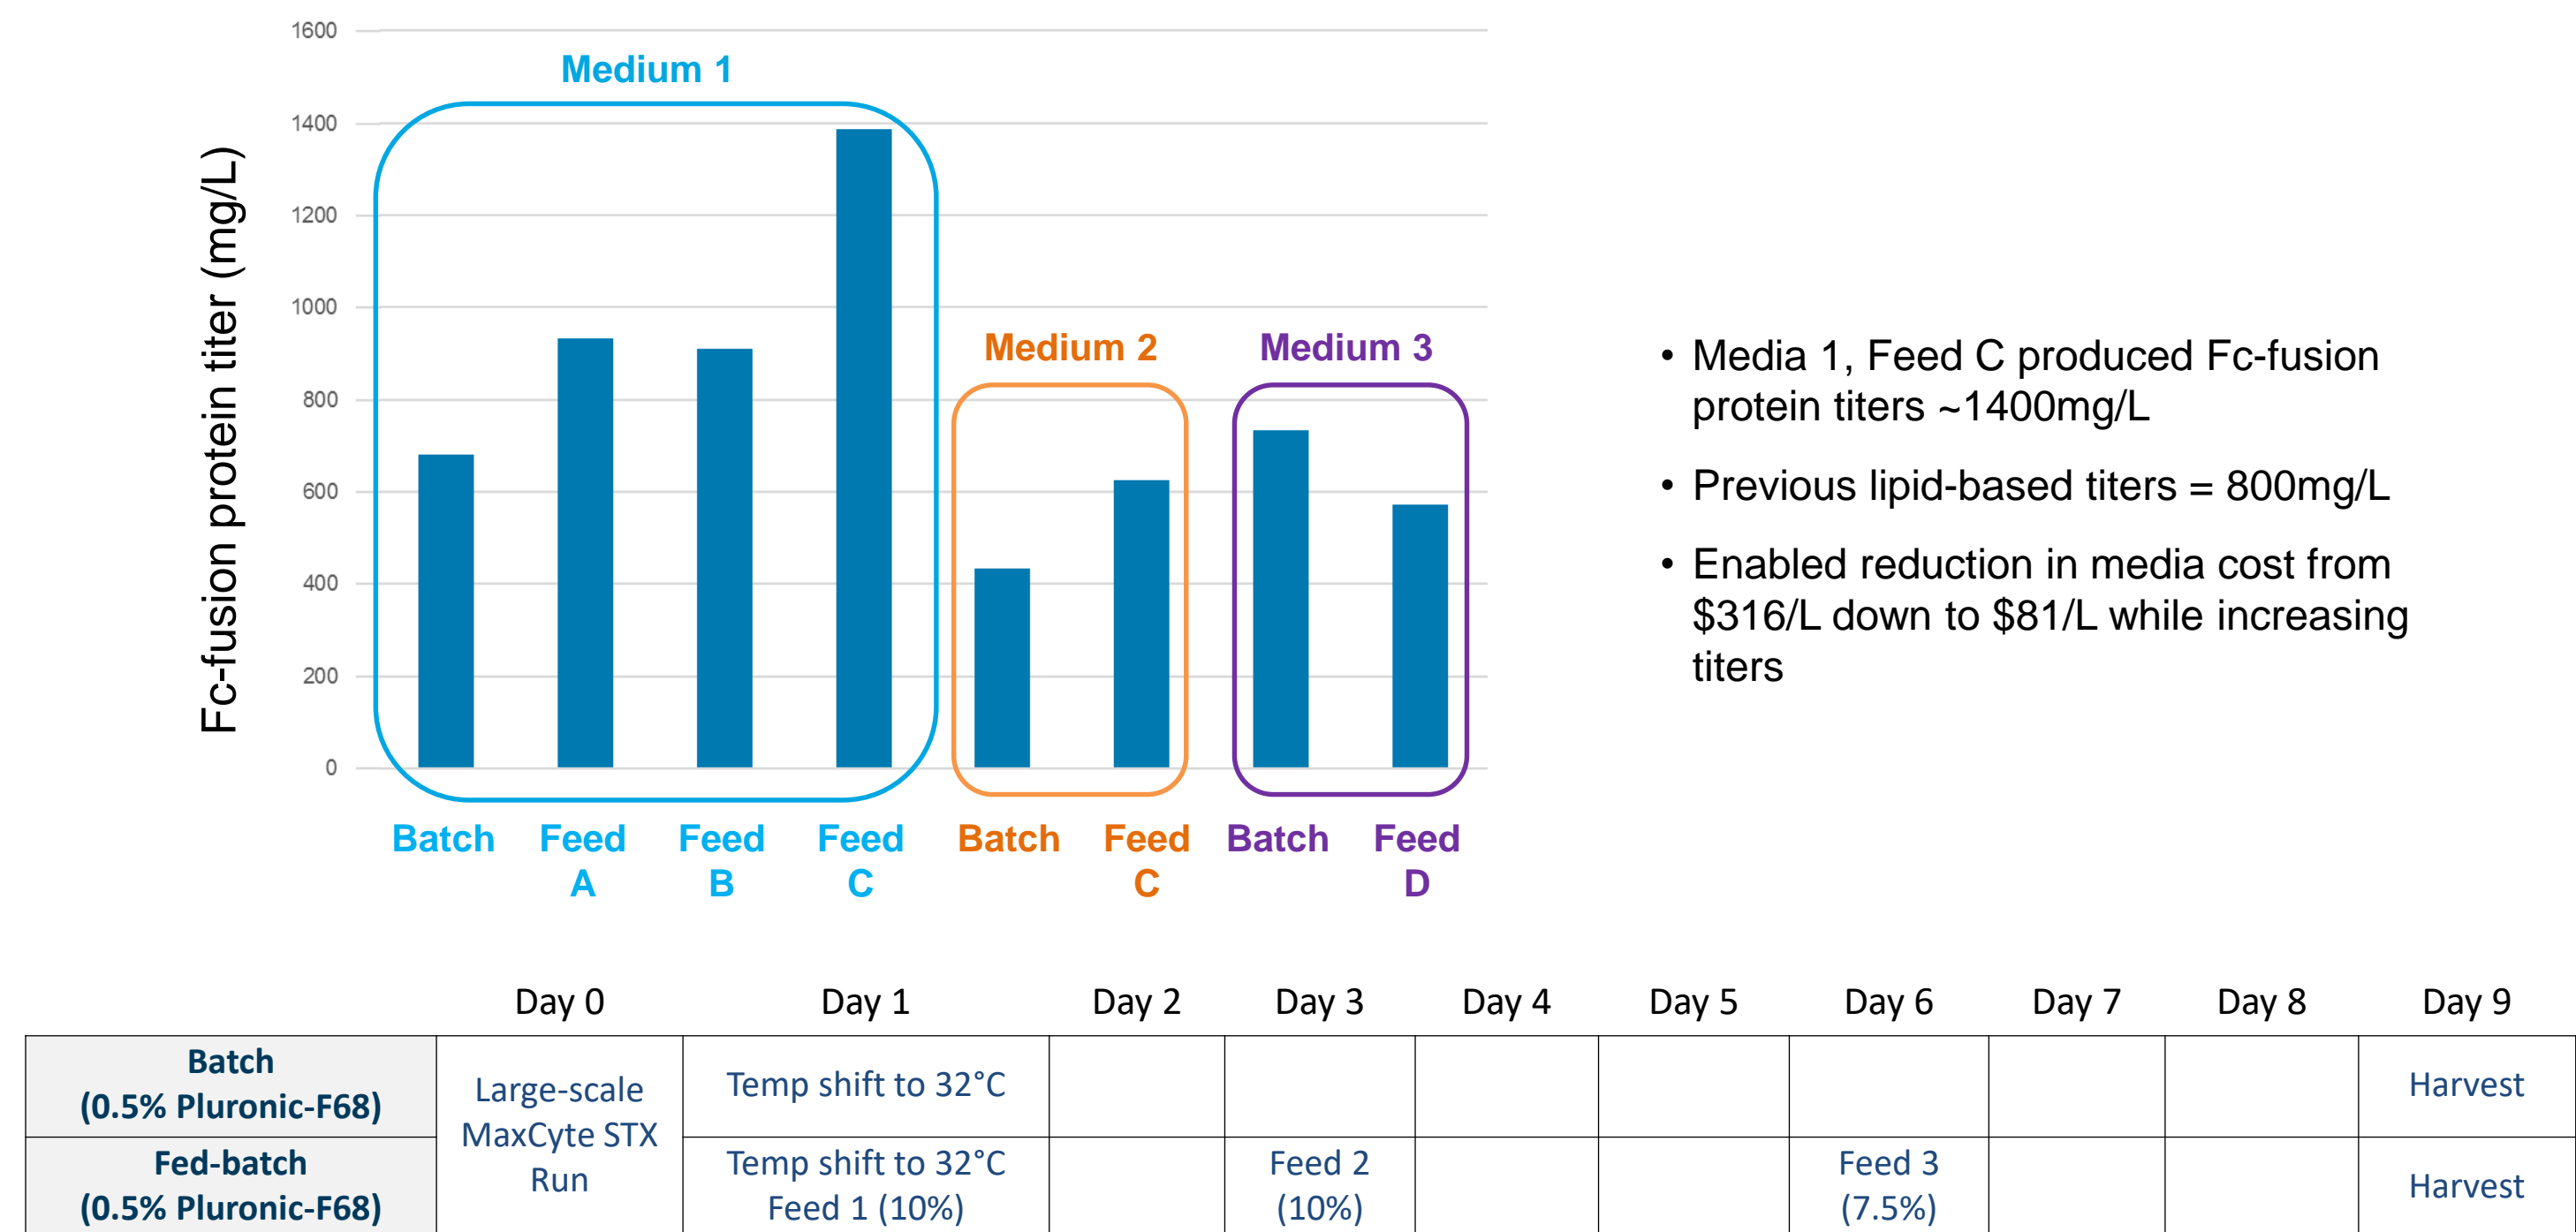 1600
1400
1200
1000
800
600
400
200
0
Fc-fusion protein titer (mg/L)
Medium 1
Medium 2
Medium 3
Batch Feed Feed Feed Batch Feed Batch Feed
A B C C D
• Media 1, Feed C produced Fc-fusion
protein titers ~1400mg/L
• Previous lipid-based titers = 800mg/L
• Enabled reduction in media cost from
$316/L down to $81/L while increasing
titers
Day 0 Day 1 Day 2 Day 3 Day 4 Day 5 Day 6 Day 7 Day 8 Day 9
Batch
(0.5% Pluronic-F68)
Large-scale
MaxCyte STX
Run
Temp shift to 32°C
Harvest
Fed-batch
(0.5% Pluronic-F68)
Temp shift to 32°C
Feed 1 (10%)
Feed 2
(10%)
Feed 3
(7.5%)
Harvest